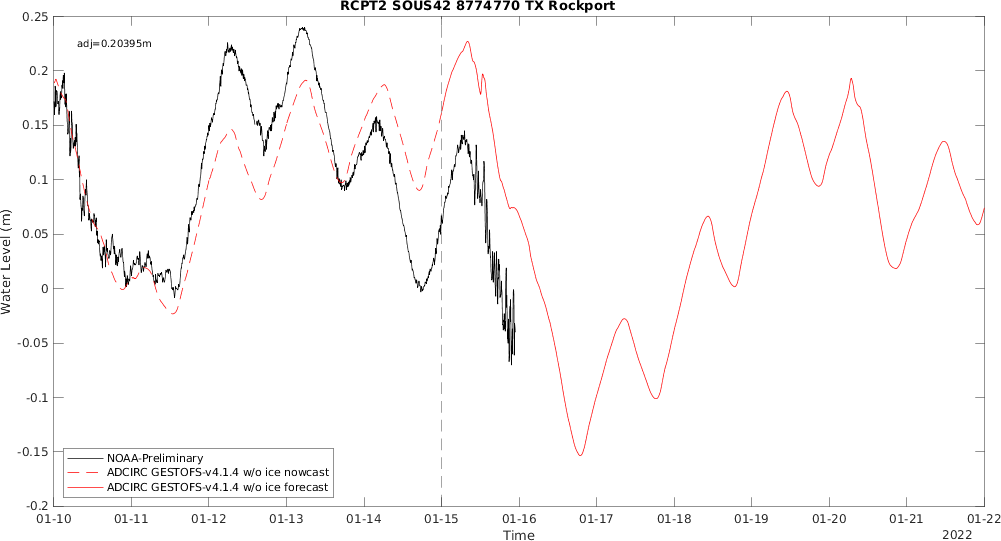 RCPT2 SOUS42 8774770 TX Rockport
adj=0.20395m
0.25
0.2
0.15
0.1
0.05
0
-0.05
-0.1
-0.15
-0.2
Water Level (m)
NOAA-Preliminary
ADCIRC GESTOFS-v4.1.4 w/o ice nowcast
ADCIRC GESTOFS-v4.1.4 w/o ice forecast
01-10 01-11 01-12 01-13 01-14 01-15 01-16 01-17 01-18 01-19 01-20 01-21 01-22
Time
2022